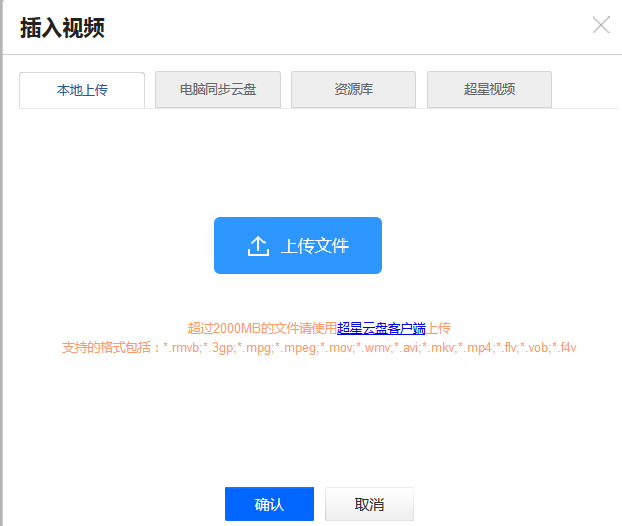 插入视频
本地上传 电脑同步云盘 资源库 超星视频
上传文件
超过2000MB的文件请使用超星云盘客户端上传
支持的格式包括：*.rmvb;*.3gp;*.mpg;*.mpeg;*.mov;*.wmv;*.avi;*.mkv;*.mp4;*.flv;*.vob;*.f4v
确认 取消